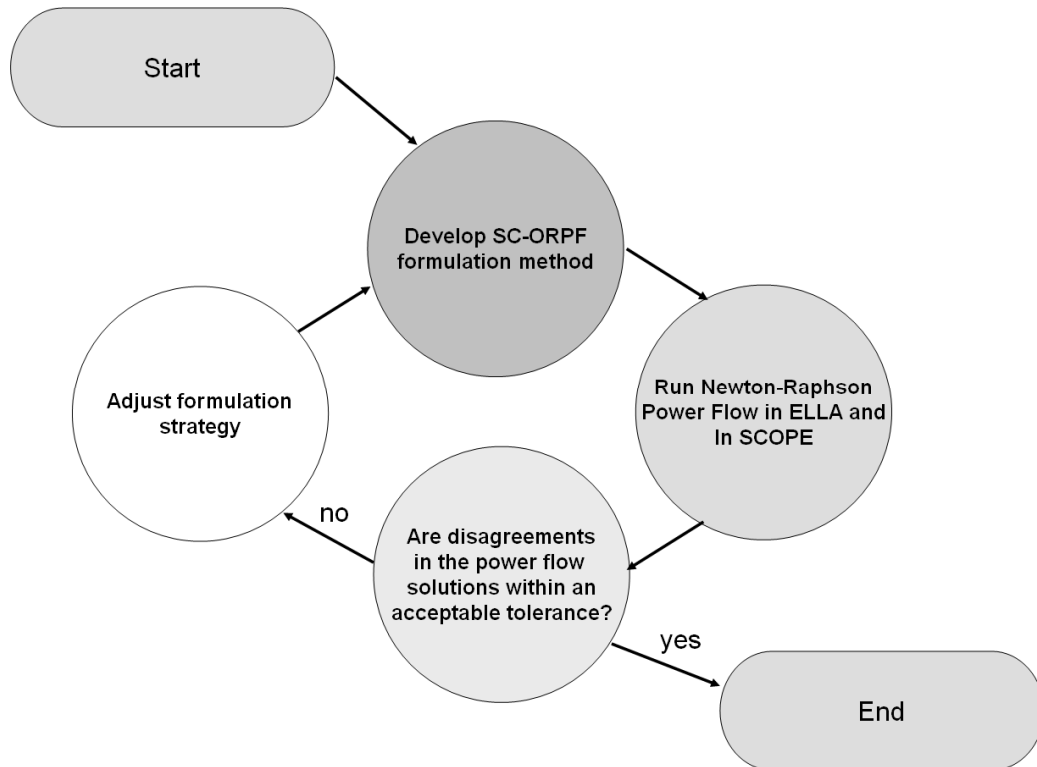 Start
Develop SC-ORPF
formulation method
Run Newton-Raphson
Power Flow in ELLA and
In SCOPE
Adjust formulation
strategy
no
Are disagreements
in the power flow
solutions within an
acceptable tolerance?
yes
End